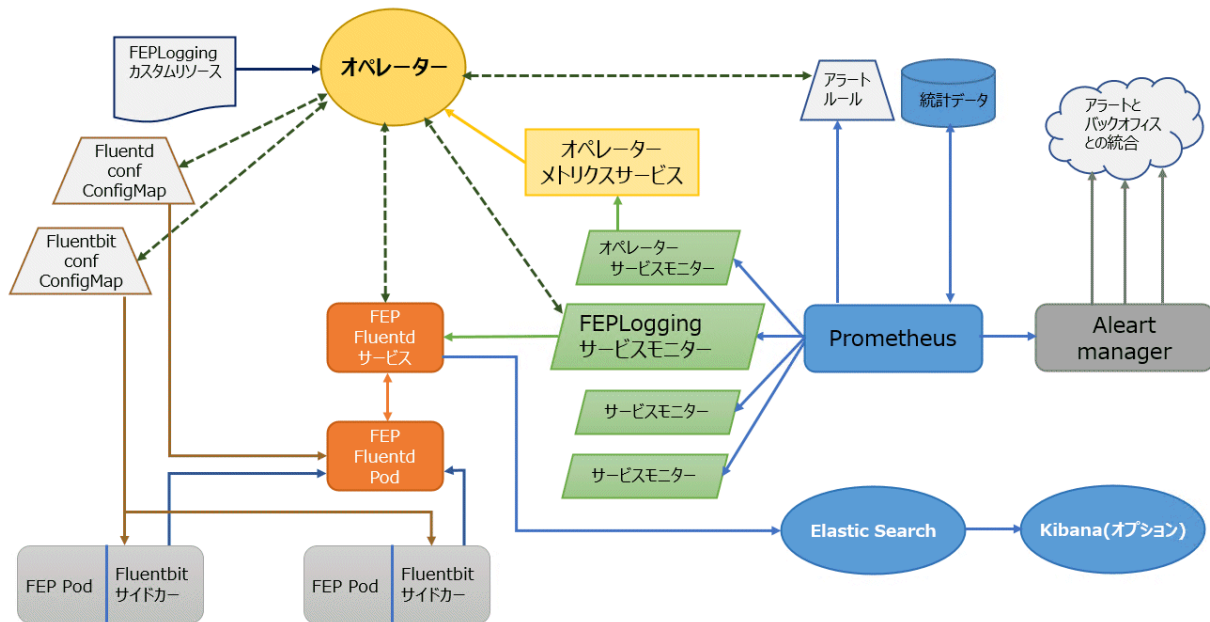 FEPLogging
カスタムリソース
オペレーター
アラート
ルール
統計データ
アラートと
バックオフィス
との統合
Fluentd
conf
ConfigMap
オペレーター
メトリクスサービス
Fluentbit
conf
ConfigMap
オペレーター
サービスモニター
FEP
Fluentd
サービス
FEPLogging
サービスモニター
Prometheus
Aleart
manager
サービスモニター
FEP
Fluentd
Pod
サービスモニター
Elastic Search
Kibana(オプション)
FEP Pod
Fluentbit
サイドカー
FEP Pod
Fluentbit
サイドカー